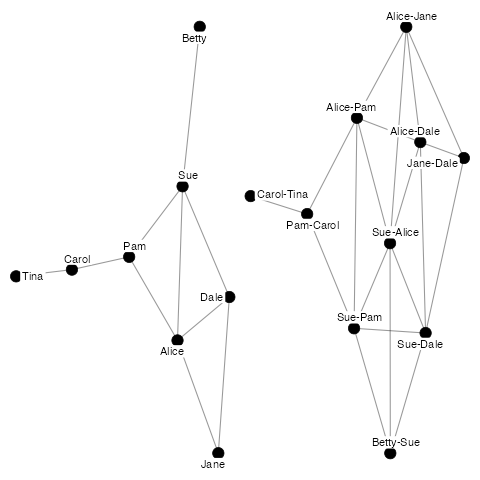 Betty
Sue
Pam
Carol
Tina
Dale
Alice
Jane
Alice-Jane
Alice-Pam
Alice-Dale
Jane-Dale
Carol-Tina
Pam-Carol
Sue-Alice
Sue-Pam
Sue-Dale
Betty-Sue